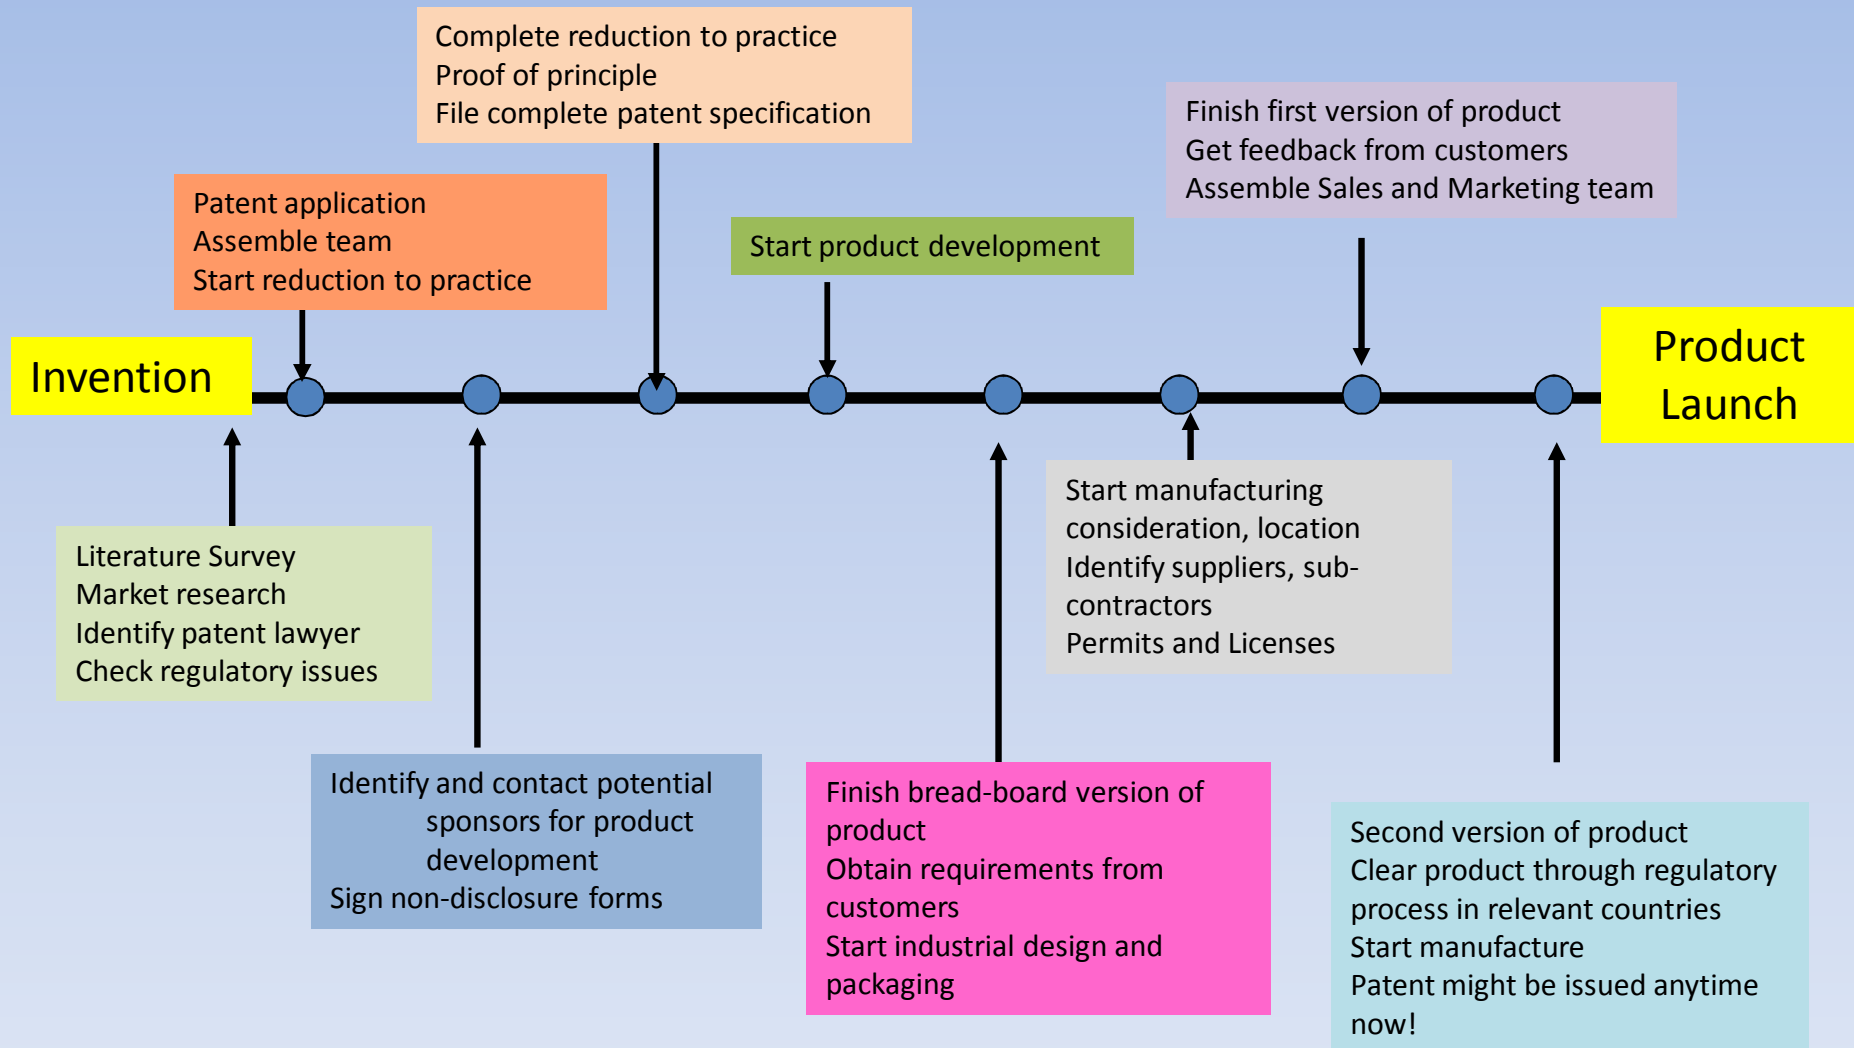 Complete reduction to practice
Proof of principle
File complete patent specification
Finish first version of product
Get feedback from customers
Assemble Sales and Marketing team
Patent application
Assemble team
Start reduction to practice
Start product development
Invention
Product
Launch
Literature Survey
Market research
Identify patent lawyer
Check regulatory issues
Start manufacturing
consideration, location
Identify suppliers, sub-
contractors
Permits and Licenses
Identify and contact potential
sponsors for product
development
Sign non-disclosure forms
Finish bread-board version of
product
Obtain requirements from
customers
Start industrial design and
packaging
Second version of product
Clear product through regulatory
process in relevant countries
Start manufacture
Patent might be issued anytime
now!